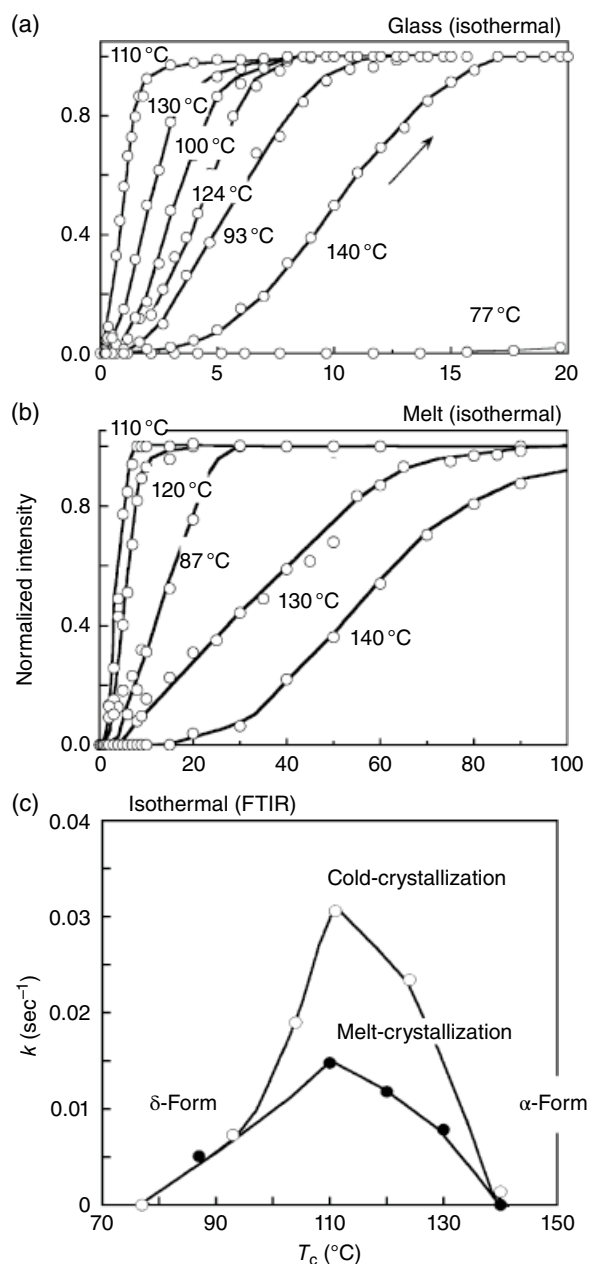 (a)
Glass (isothermal)
110 °C
130 °C
100 °C
124 °C
93 °C
140 °C
77 °C
0.8
0.4
0.0
0
5
10
15
20
(b)
Melt (isothermal)
110 °C
120 °C
87 °C
130 °C
140 °C
Normalized intensity
0.8
0.4
0.0
0
20
40
60
80
100
(c)
Isothermal (FTIR)
Cold-crystallization
Melt-crystallization
δ-Form
α-Form
k (sec⁻¹)
0.04
0.03
0.02
0.01
0
70
90
110
130
150
Tc (°C)